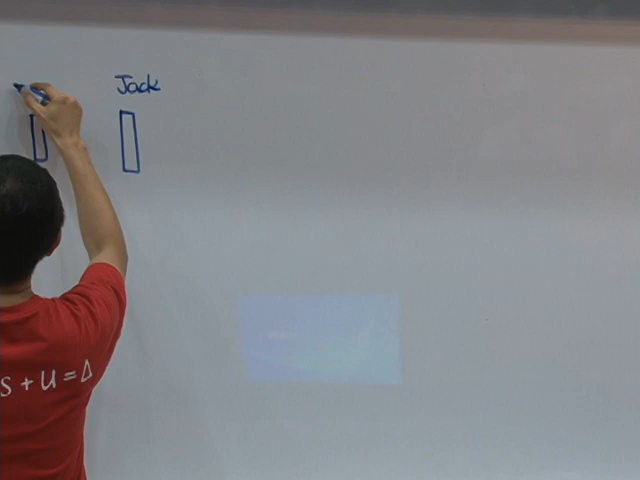 Jack
s + u = Δ